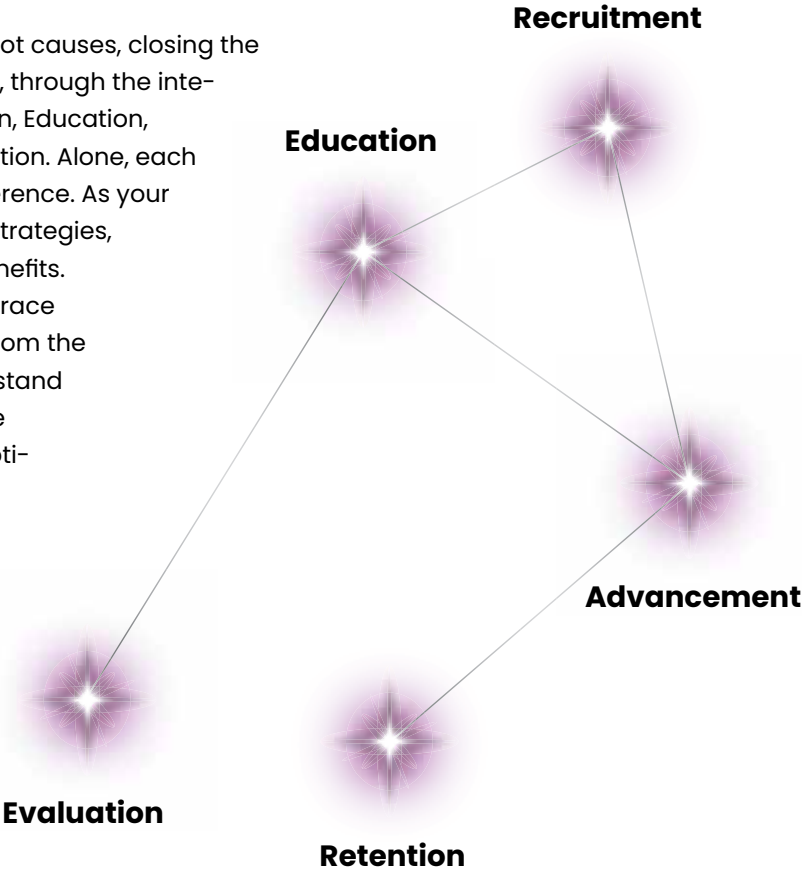 Recruitment
ot causes, closing the
, through the inte-
n, Education,
tion. Alone, each
erence. As your
trategies,
nefits.
race
om the
stand
e
oti-
Education
Advancement
Evaluation
Retention